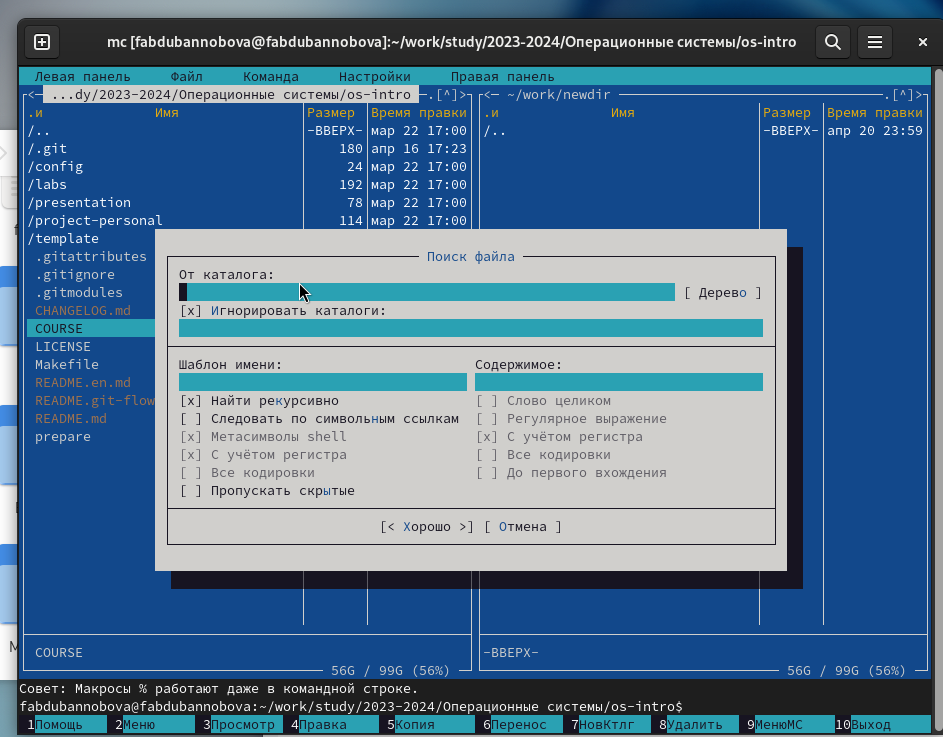 mc [fabdubannobova@fabdubannobova]:~/work/study/2023-2024/Операционные системы/os-intro
Левая панель Файл Команда Настройки Правая панель
<─ ...dy/2023-2024/Операционные системы/os-intro ─.[^]>
<─ ~/work/newdir ─.[^]>
.и Имя Размер Время правки .и Имя Размер Время правки
/.. -ВВЕРХ- мар 22 17:00 /.. -ВВЕРХ- апр 20 23:59
/.git 180 апр 16 17:23
/config 24 мар 22 17:00
/labs 192 мар 22 17:00
/presentation 78 мар 22 17:00
/project-personal 114 мар 22 17:00
/template
.gitattributes
.gitignore
.gitmodules
CHANGELOG.md
COURSE
LICENSE
Makefile
README.en.md
README.git-flow
README.md
prepare
Поиск файла
От каталога:
[ Дерево ]
[x] Игнорировать каталоги:
Шаблон имени: Содержимое:
[x] Найти рекурсивно [ ] Слово целиком
[ ] Следовать по символьным ссылкам [ ] Регулярное выражение
[x] Метасимволы shell [x] С учётом регистра
[x] С учётом регистра [ ] Все кодировки
[ ] Все кодировки [ ] До первого вхождения
[ ] Пропускать скрытые
[< Хорошо >] [ Отмена ]
COURSE -ВВЕРХ-
56G / 99G (56%) 56G / 99G (56%)
Совет: Макросы % работают даже в командной строке.
fabdubannobova@fabdubannobova:~/work/study/2023-2024/Операционные системы/os-intro$
1Помощь 2Меню 3Просмотр 4Правка 5Копия 6Перенос 7НовКтлг 8Удалить 9МенюМС 10Выход